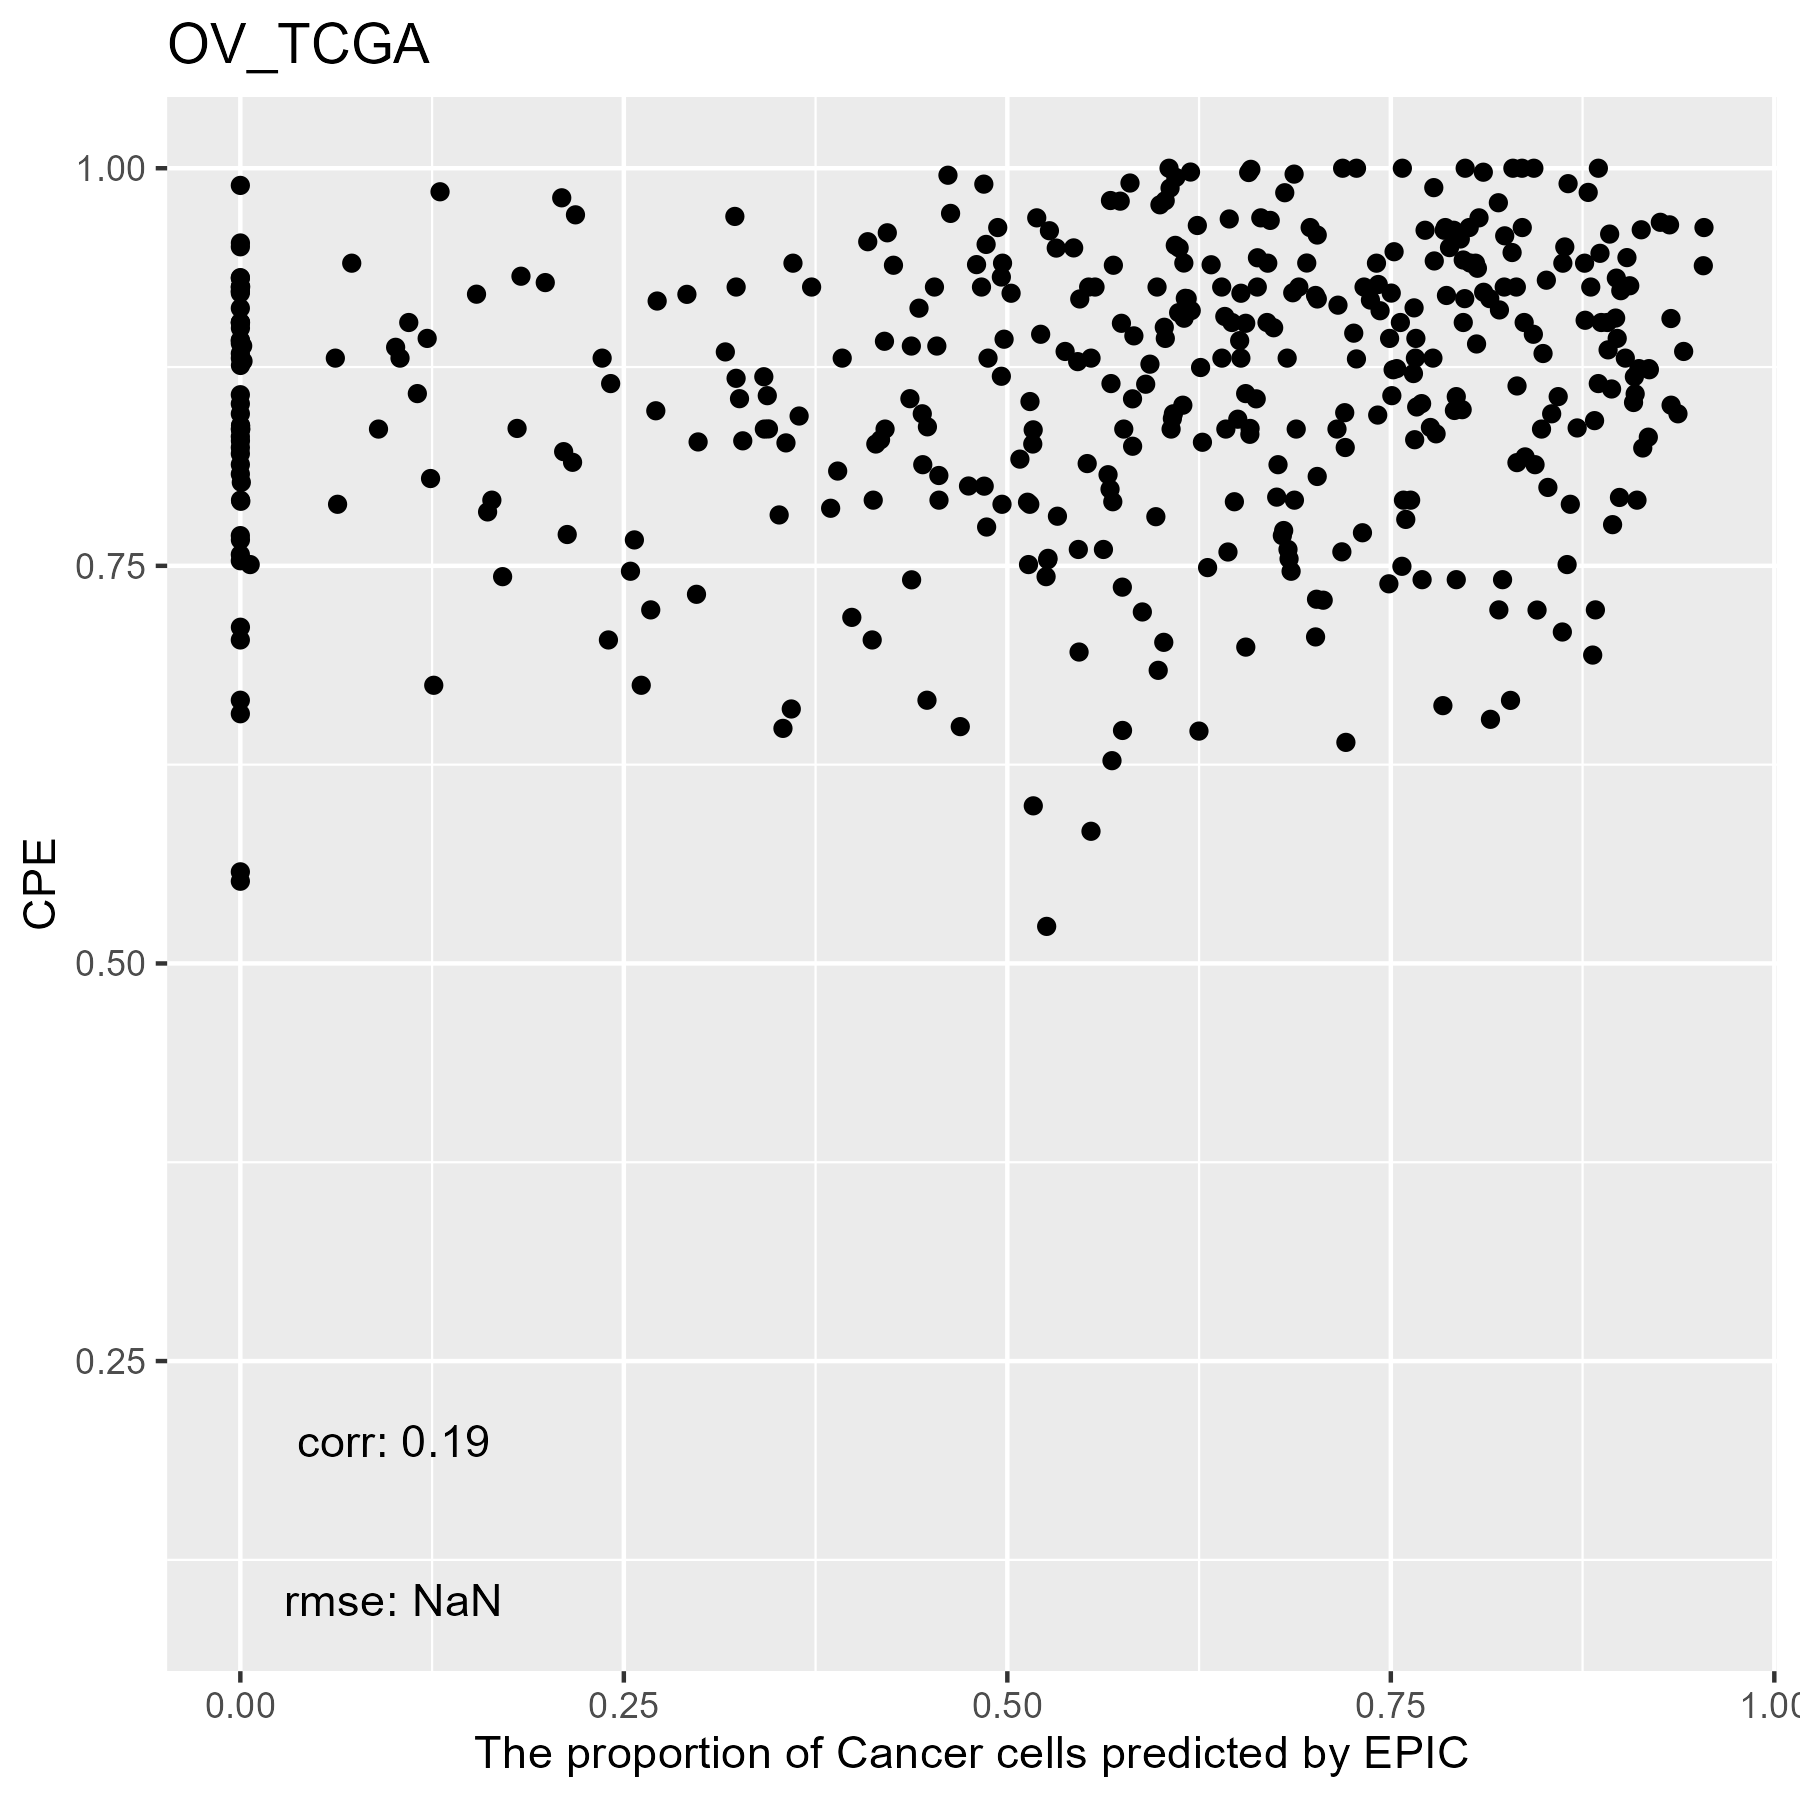 OV_TCGA
1.00
0.75
0.50
0.25
CPE
corr: 0.19
rmse: NaN
0.00 0.25 0.50 0.75 1.00
The proportion of Cancer cells predicted by EPIC